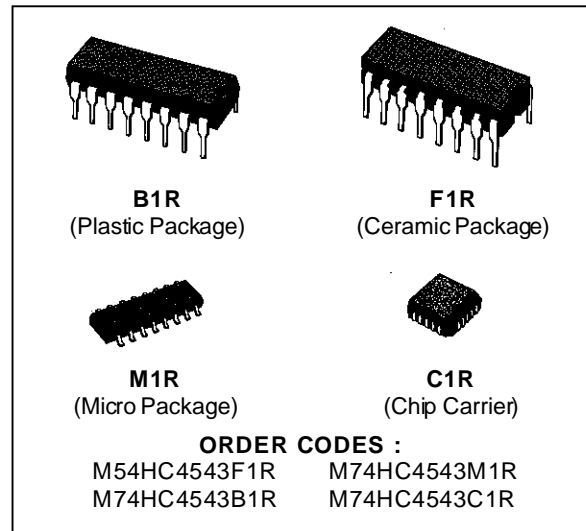 B1R
(Plastic Package)
F1R
(Ceramic Package)
M1R
(Micro Package)
C1R
(Chip Carrier)
ORDER CODES :
M54HC4543F1R M74HC4543M1R
M74HC4543B1R M74HC4543C1R